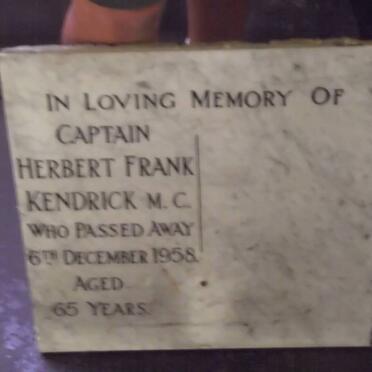 In Loving Memory Of
Captain
Herbert Frank
Kendrick M. C.
Who Passed Away
6TH December 1958.
Aged
65 Years.